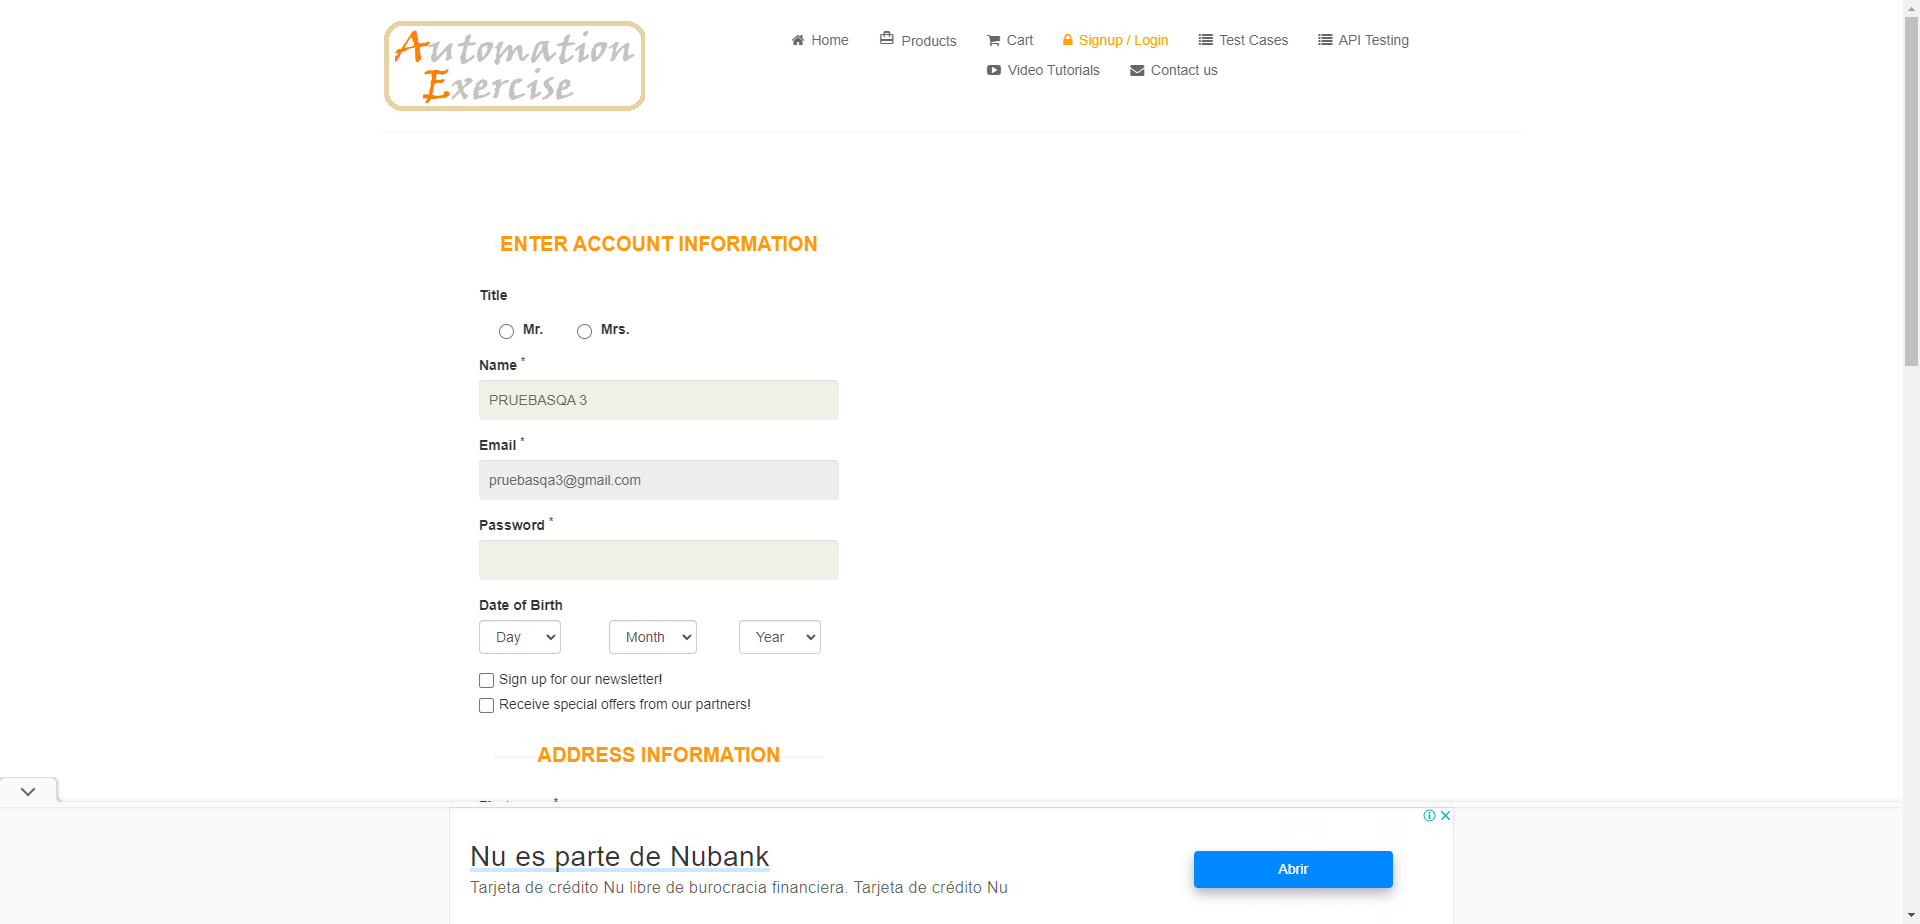 Automation
Exercise
Home
Products
Cart
Signup / Login
Test Cases
API Testing
Video Tutorials
Contact us
ENTER ACCOUNT INFORMATION
Title
Mr.
Mrs.
Name *
PRUEBASQA 3
Email *
pruebasqa3@gmail.com
Password *
Date of Birth
Day
Month
Year
Sign up for our newsletter!
Receive special offers from our partners!
ADDRESS INFORMATION
Nu es parte de Nubank
Tarjeta de crédito Nu libre de burocracia financiera. Tarjeta de crédito Nu
Abrir